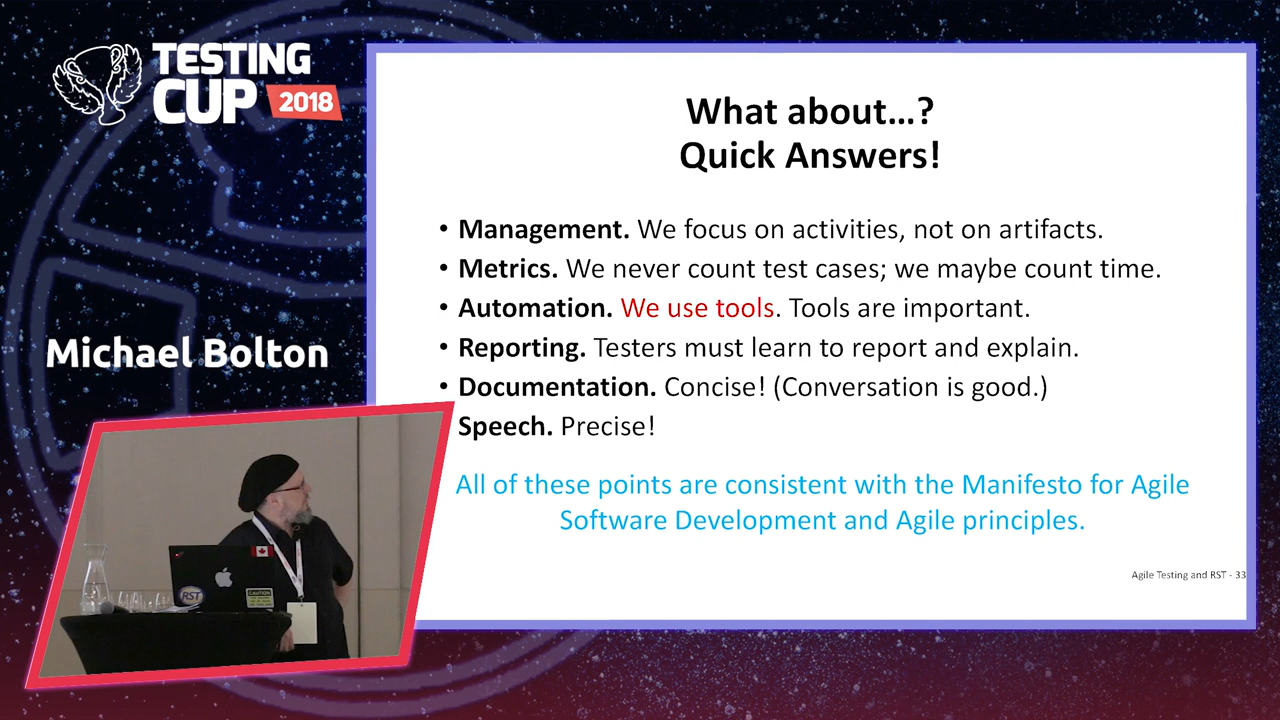 TESTING
CUP 2018
Michael Bolton
What about...?
Quick Answers!
• Management. We focus on activities, not on artifacts.
• Metrics. We never count test cases; we maybe count time.
• Automation. We use tools. Tools are important.
• Reporting. Testers must learn to report and explain.
• Documentation. Concise! (Conversation is good.)
Speech. Precise!
All of these points are consistent with the Manifesto for Agile
Software Development and Agile principles.
Agile Testing and RST - 33
RST
CAUTION